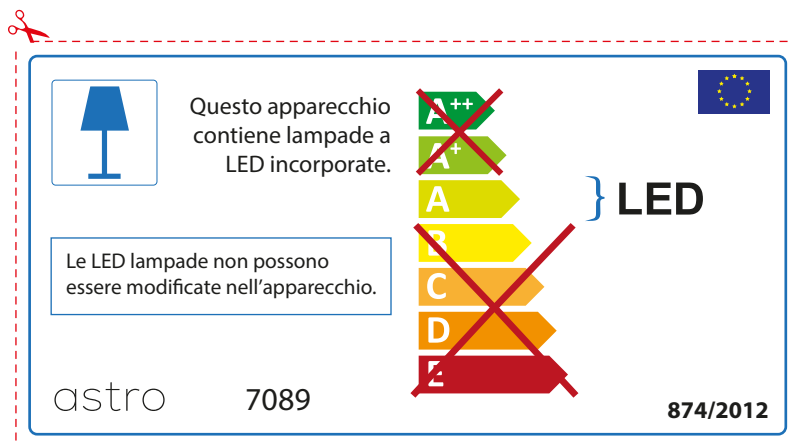 Questo apparecchio
contiene lampade a
LED incorporate.
Le LED lampade non possono
essere modificate nell'apparecchio.
A++
A+
A
B
C
D
E
LED
astro
7089
874/2012